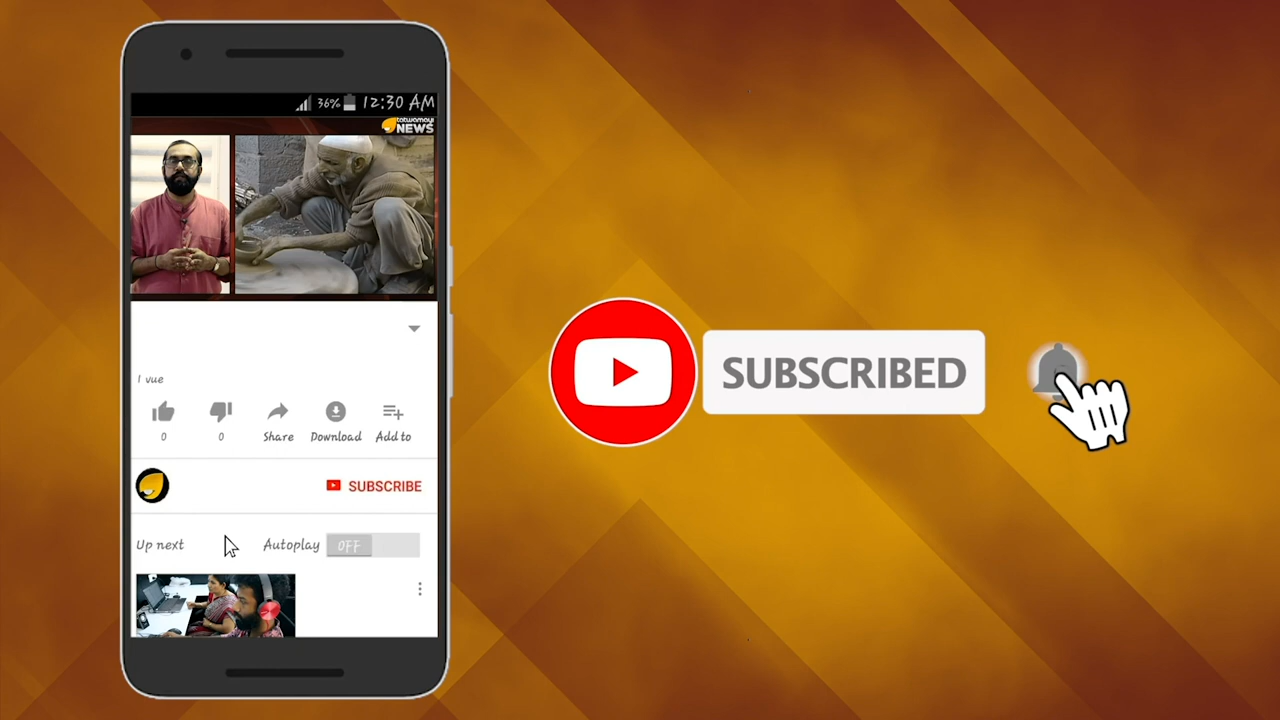 36% 12:30 AM
tatwamayi
NEWS
1 vue
0 0 Share Download Add to
SUBSCRIBE
Up next Autoplay OFF
SUBSCRIBED